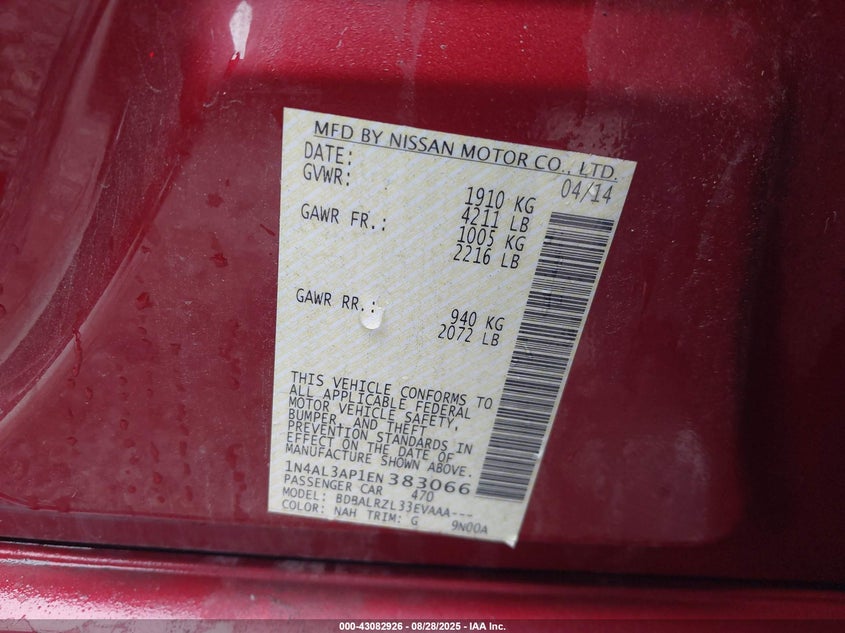 MFD BY NISSAN MOTOR CO., LTD.
DATE: 04/14
GVWR: 1910 KG
4211 LB
GAWR FR.: 1005 KG
2216 LB
GAWR RR.: 940 KG
2072 LB
THIS VEHICLE CONFORMS TO
ALL APPLICABLE FEDERAL
MOTOR VEHICLE SAFETY,
BUMPER, AND THEFT
PREVENTION STANDARDS IN
EFFECT ON THE DATE OF
MANUFACTURE SHOWN ABOVE.
1N4AL3AP1EN383066
PASSENGER CAR 470
MODEL: BDBALRZL33EVAAA---
COLOR: NAH TRIM: G 9N00A
000-43082926 - 08/28/2025 - IAA Inc.